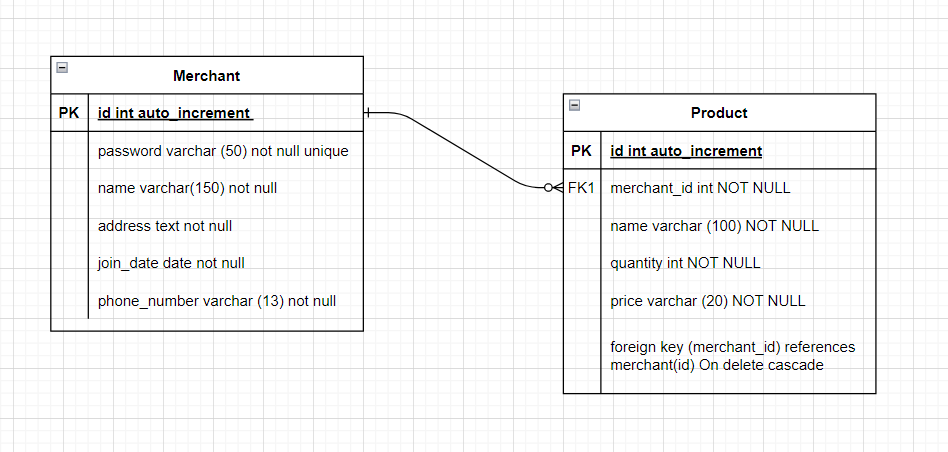 Merchant
PK id int auto_increment
password varchar (50) not null unique
name varchar(150) not null
address text not null
join_date date not null
phone_number varchar (13) not null
Product
PK id int auto_increment
FK1 merchant_id int NOT NULL
name varchar (100) NOT NULL
quantity int NOT NULL
price varchar (20) NOT NULL
foreign key (merchant_id) references
merchant(id) On delete cascade